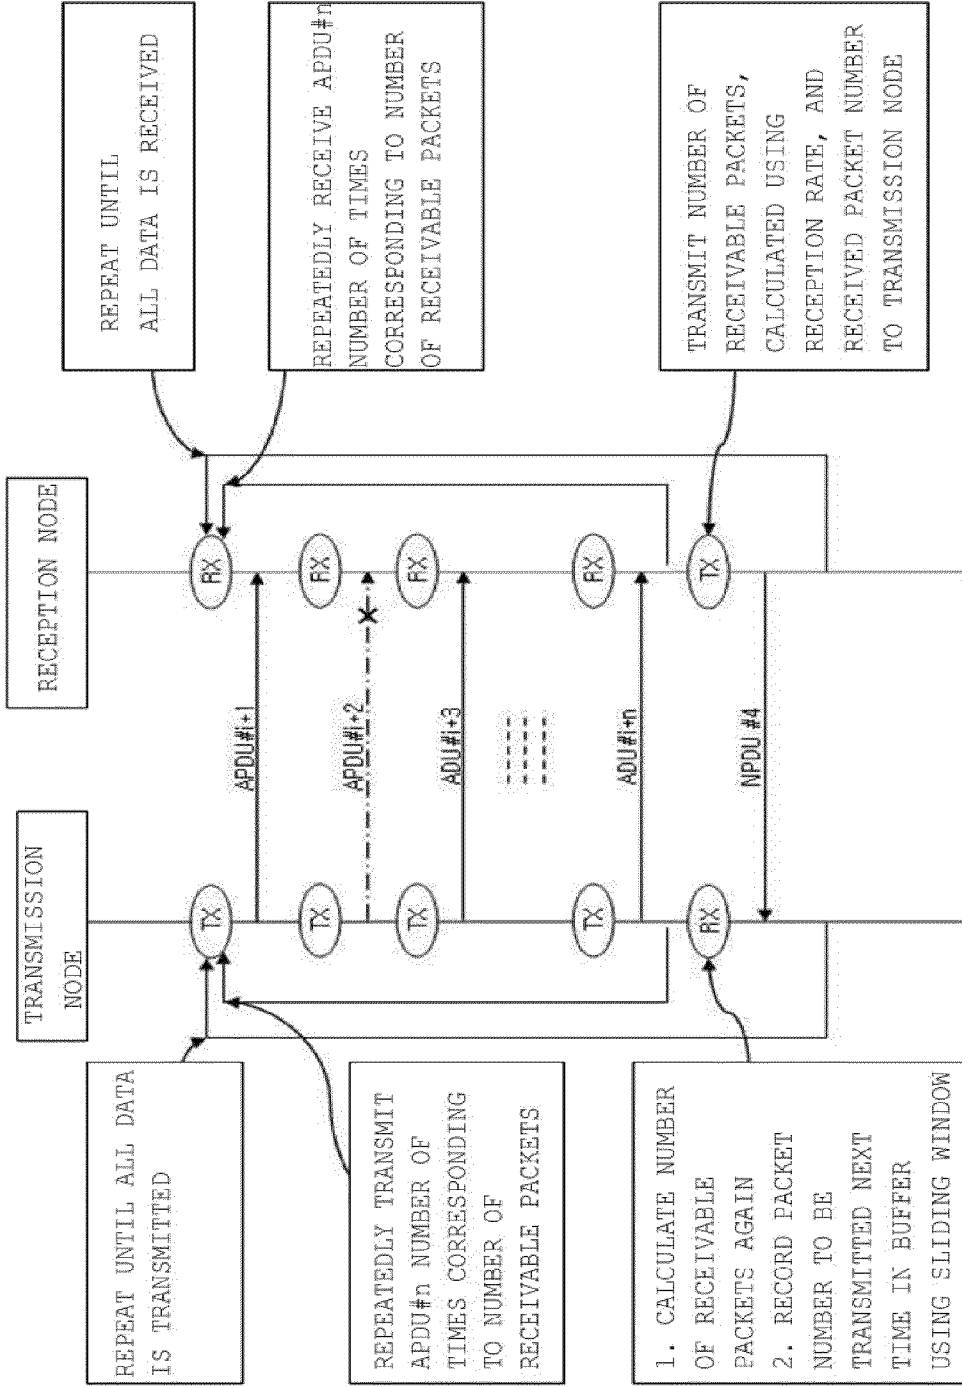 TRANSMISSION
NODE
RECEPTION NODE
REPEAT UNTIL ALL DATA
IS TRANSMITTED
REPEATEDLY TRANSMIT
APDU#n NUMBER OF
TIMES CORRESPONDING
TO NUMBER OF
RECEIVABLE PACKETS
1. CALCULATE NUMBER
OF RECEIVABLE
PACKETS AGAIN
2. RECORD PACKET
NUMBER TO BE
TRANSMITTED NEXT
TIME IN BUFFER
USING SLIDING WINDOW
TX
APDU#i+1
RX
TX
APDU#i+2
RX
TX
ADU#i+3
RX
TX
ADU#i+n
RX
RX
NPDU #4
TX
REPEAT UNTIL
ALL DATA IS RECEIVED
REPEATEDLY RECEIVE APDU#n
NUMBER OF TIMES
CORRESPONDING TO NUMBER
OF RECEIVABLE PACKETS
TRANSMIT NUMBER OF
RECEIVABLE PACKETS,
CALCULATED USING
RECEPTION RATE, AND
RECEIVED PACKET NUMBER
TO TRANSMISSION NODE